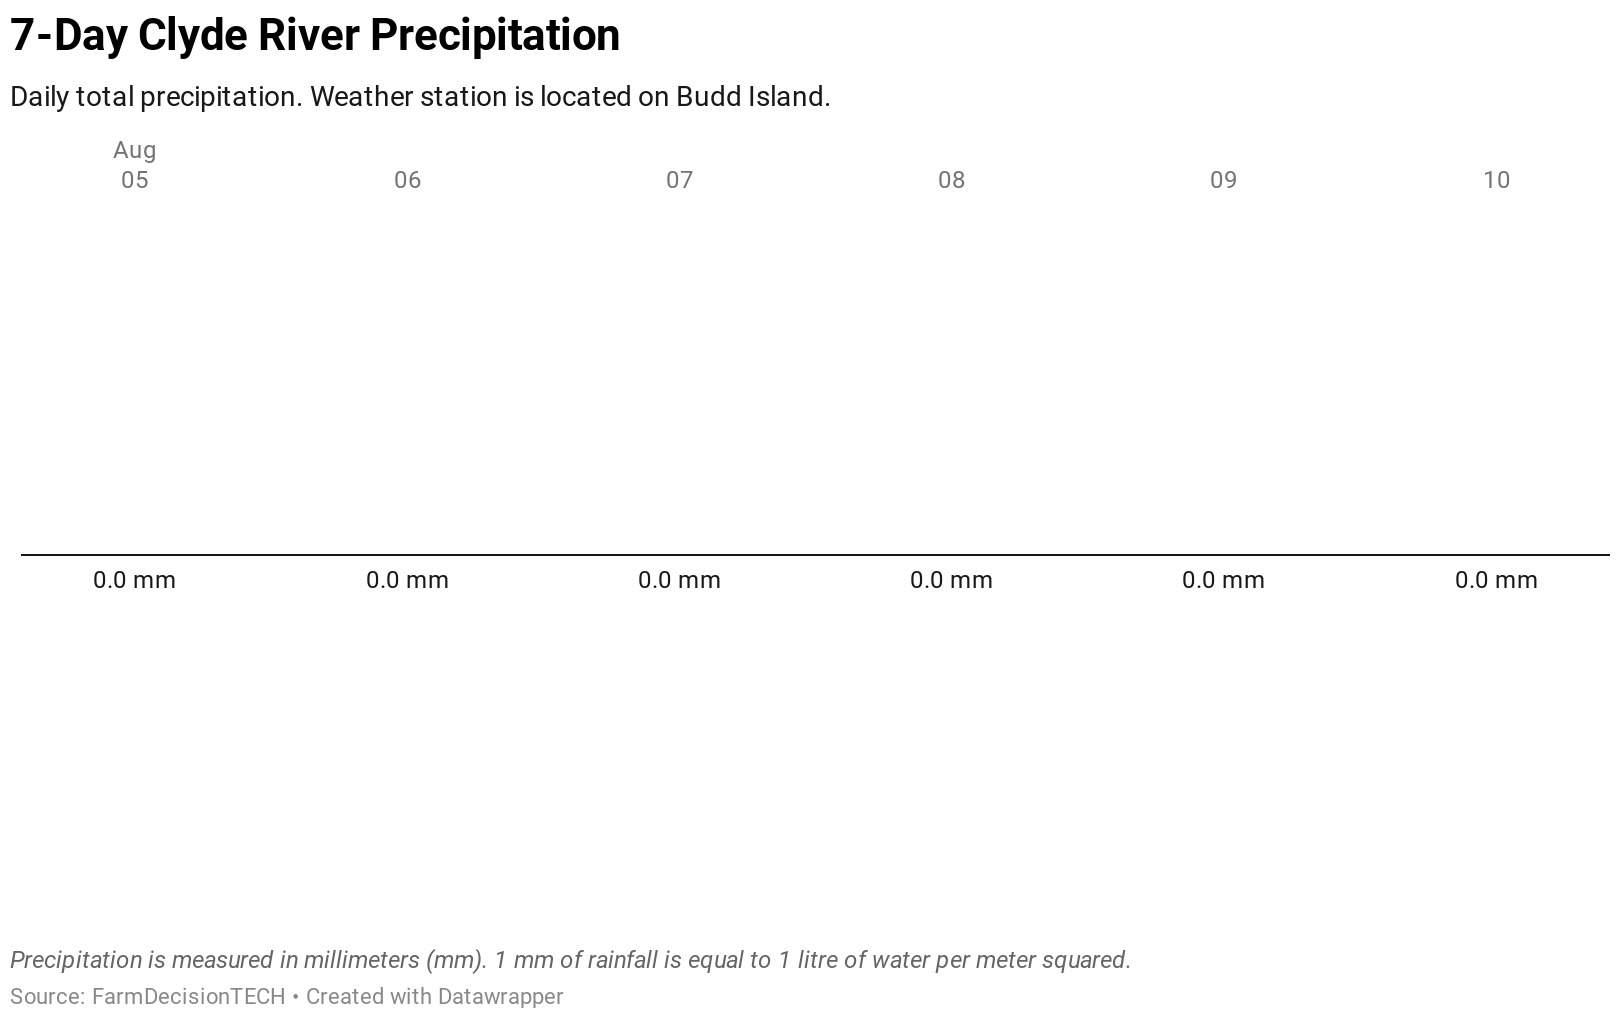 7-Day Clyde River Precipitation
Daily total precipitation. Weather station is located on Budd Island.
Aug
05 06 07 08 09 10
0.0 mm 0.0 mm 0.0 mm 0.0 mm 0.0 mm 0.0 mm
Precipitation is measured in millimeters (mm). 1 mm of rainfall is equal to 1 litre of water per meter squared.
Source: FarmDecisionTECH • Created with Datawrapper